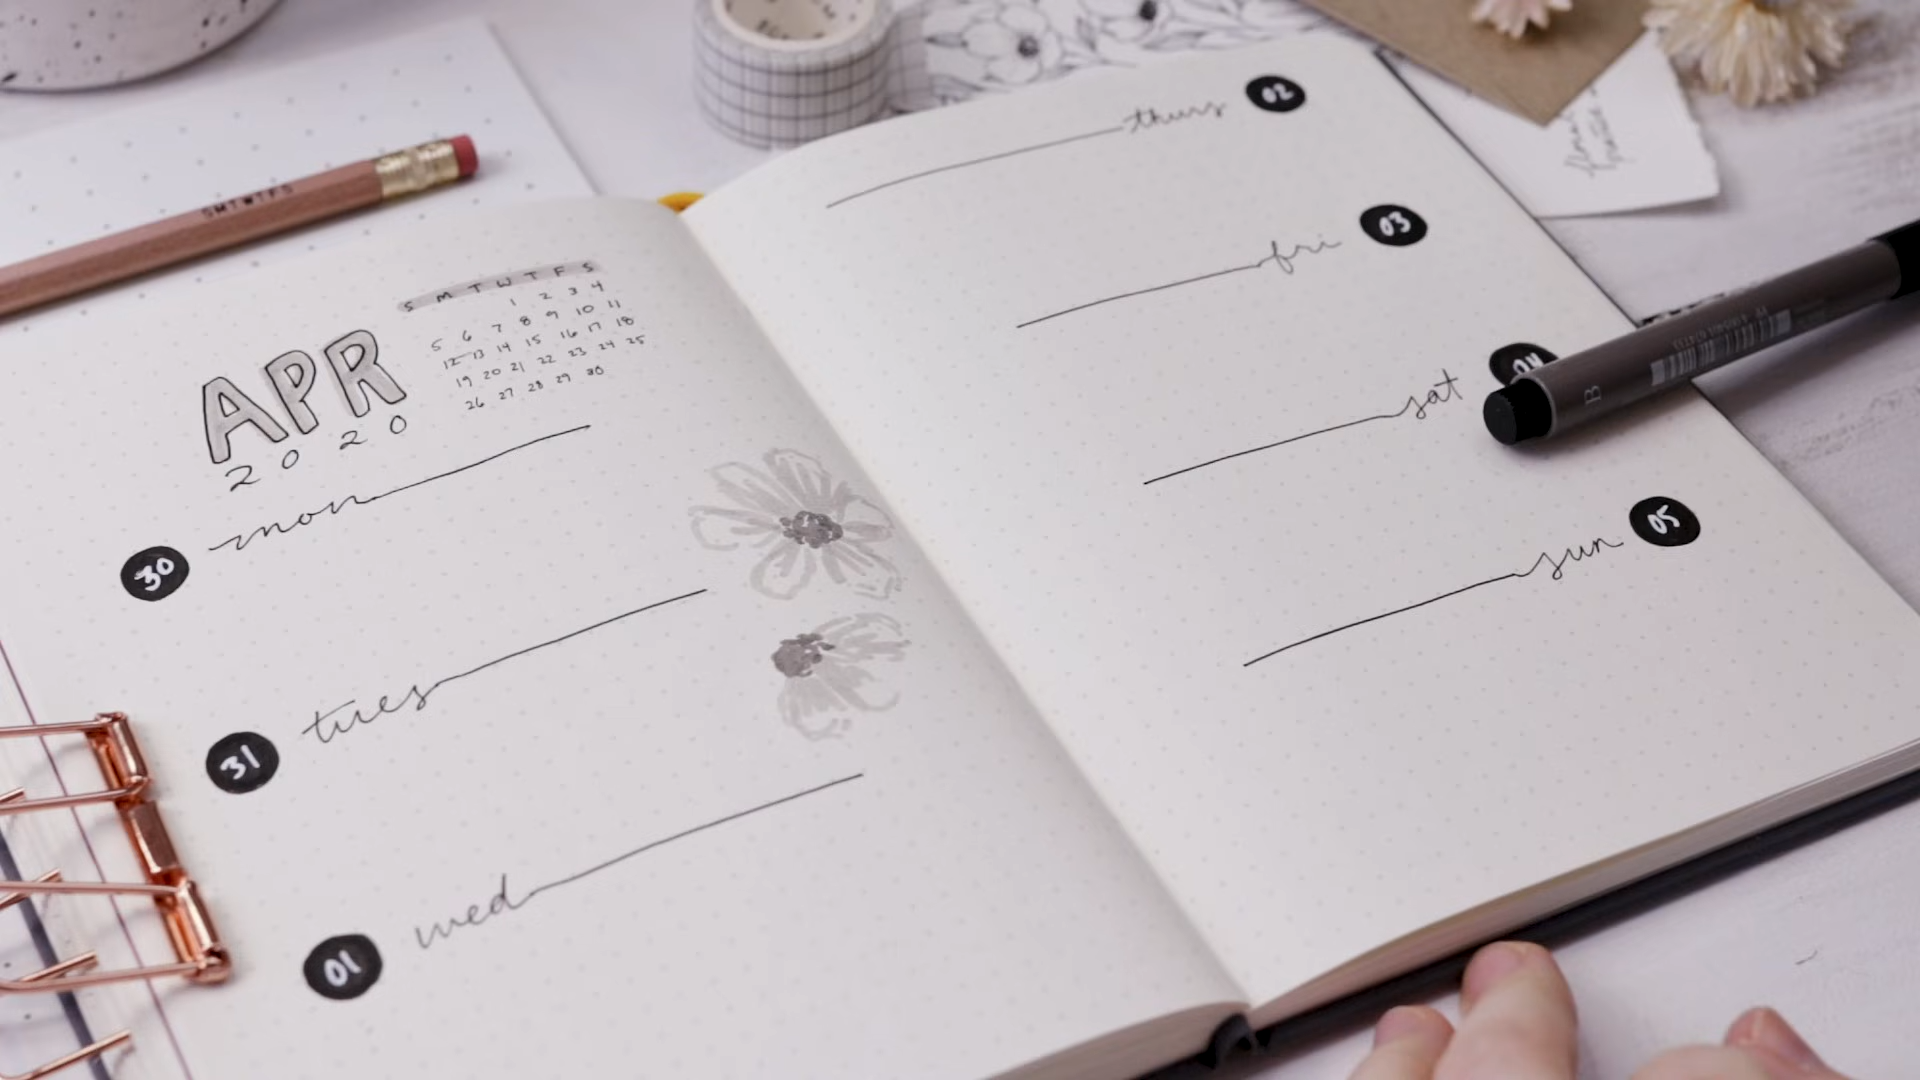 SMTWTFS
APR
2020
S M T W T F S
1 2 3 4
5 6 7 8 9 10 11
12 13 14 15 16 17 18
19 20 21 22 23 24 25
26 27 28 29 30
30 mon
31 tues
01 wed
thurs 02
fri 03
sat 04
sun 05
B